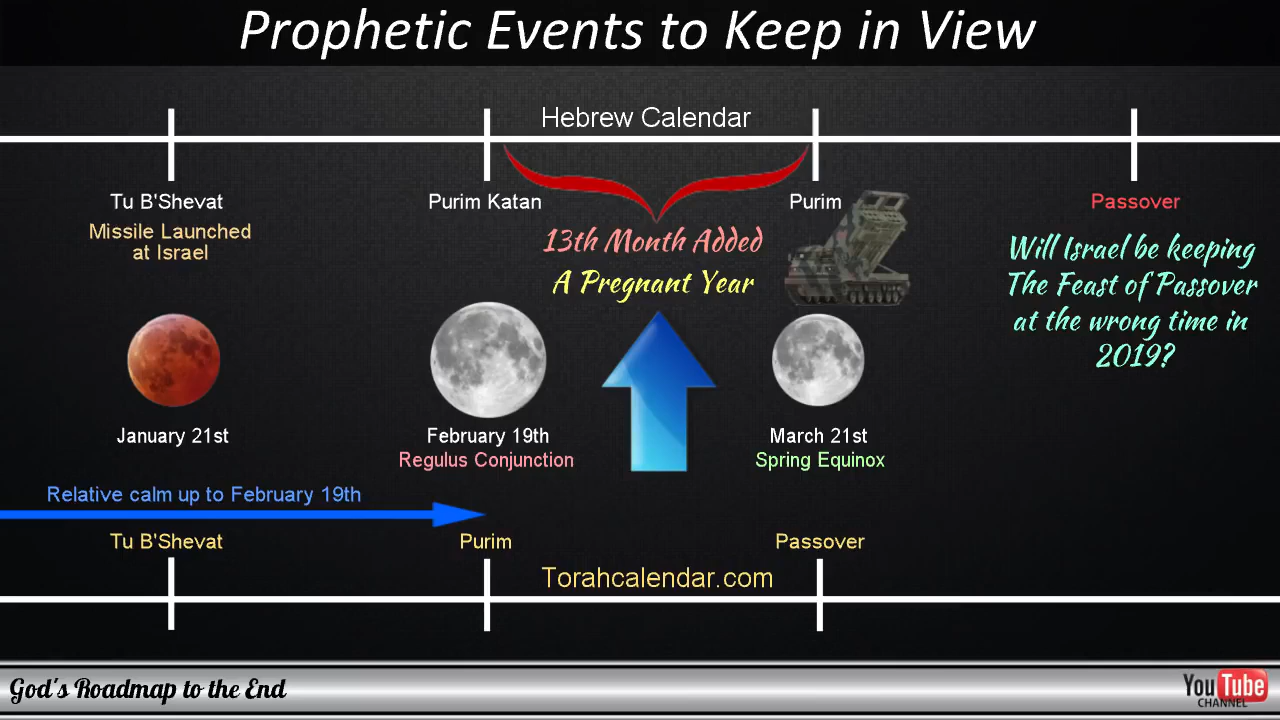 Prophetic Events to Keep in View
Hebrew Calendar
Tu B'Shevat
Missile Launched
at Israel
Purim Katan
13th Month Added
A Pregnant Year
Purim
Passover
Will Israel be keeping
The Feast of Passover
at the wrong time in
2019?
January 21st
February 19th
Regulus Conjunction
March 21st
Spring Equinox
Relative calm up to February 19th
Tu B'Shevat
Purim
Passover
Torahcalendar.com
God's Roadmap to the End
YouTube
CHANNEL